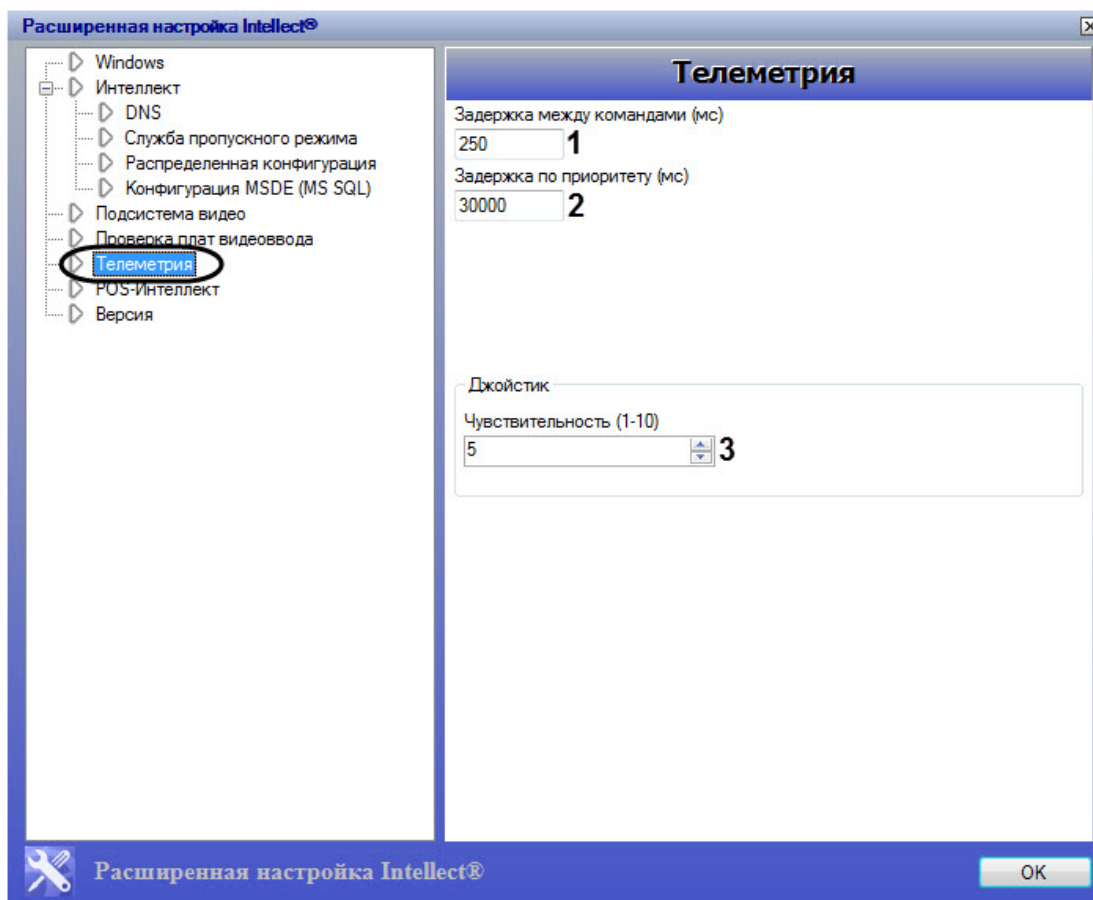 Расширенная настройка Intellect®
Windows
Интеллект
DNS
Служба пропускного режима
Распределенная конфигурация
Конфигурация MSDE (MS SQL)
Подсистема видео
Проверка плат видеоввода
Телеметрия
POS-Интеллект
Версия
Телеметрия
Задержка между командами (мс)
250 1
Задержка по приоритету (мс)
30000 2
Джойстик
Чувствительность (1-10)
5 3
Расширенная настройка Intellect®
OK